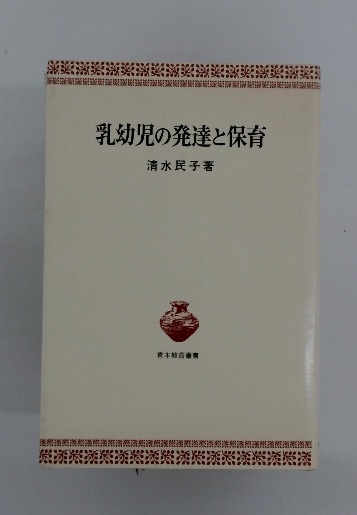 乳幼児の発達と保育
清水民子著
青木教育叢書